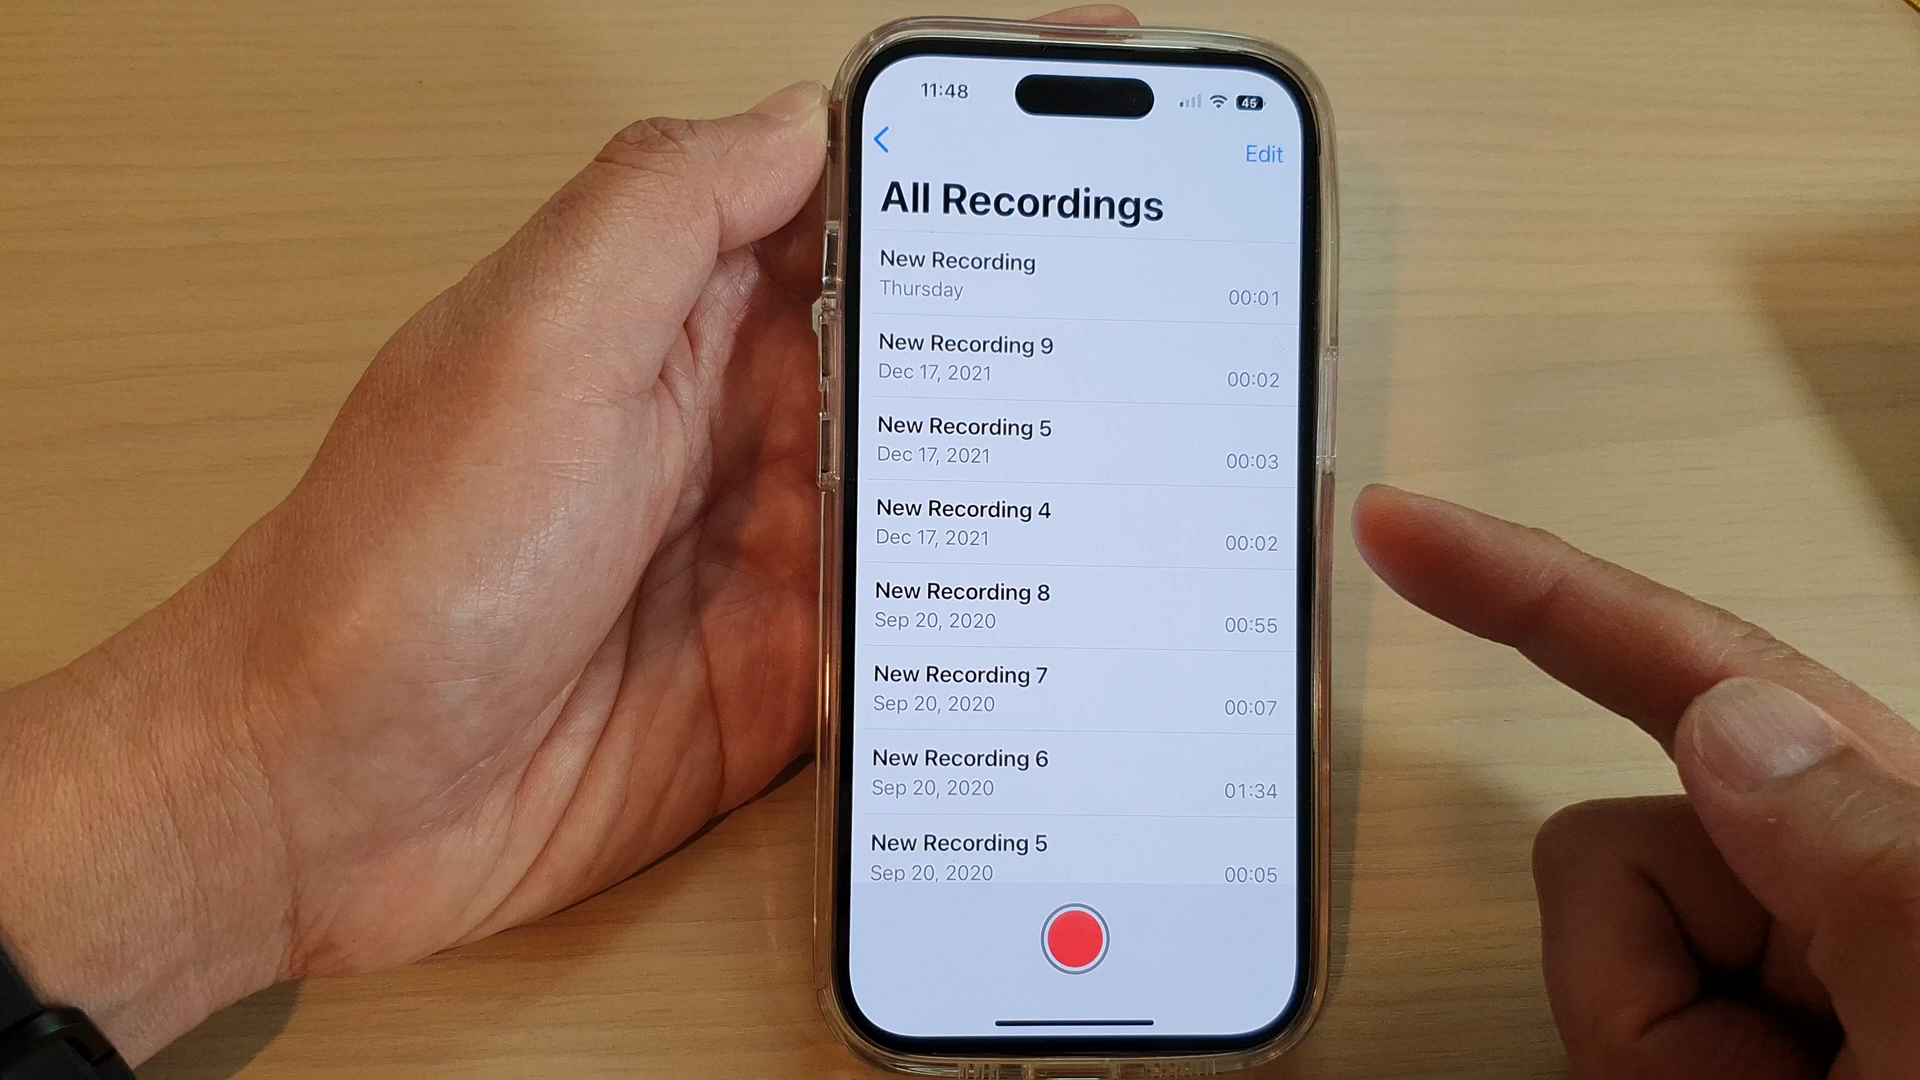 11:48
45
Edit
All Recordings
New Recording
Thursday
00:01
New Recording 9
Dec 17, 2021
00:02
New Recording 5
Dec 17, 2021
00:03
New Recording 4
Dec 17, 2021
00:02
New Recording 8
Sep 20, 2020
00:55
New Recording 7
Sep 20, 2020
00:07
New Recording 6
Sep 20, 2020
01:34
New Recording 5
Sep 20, 2020
00:05